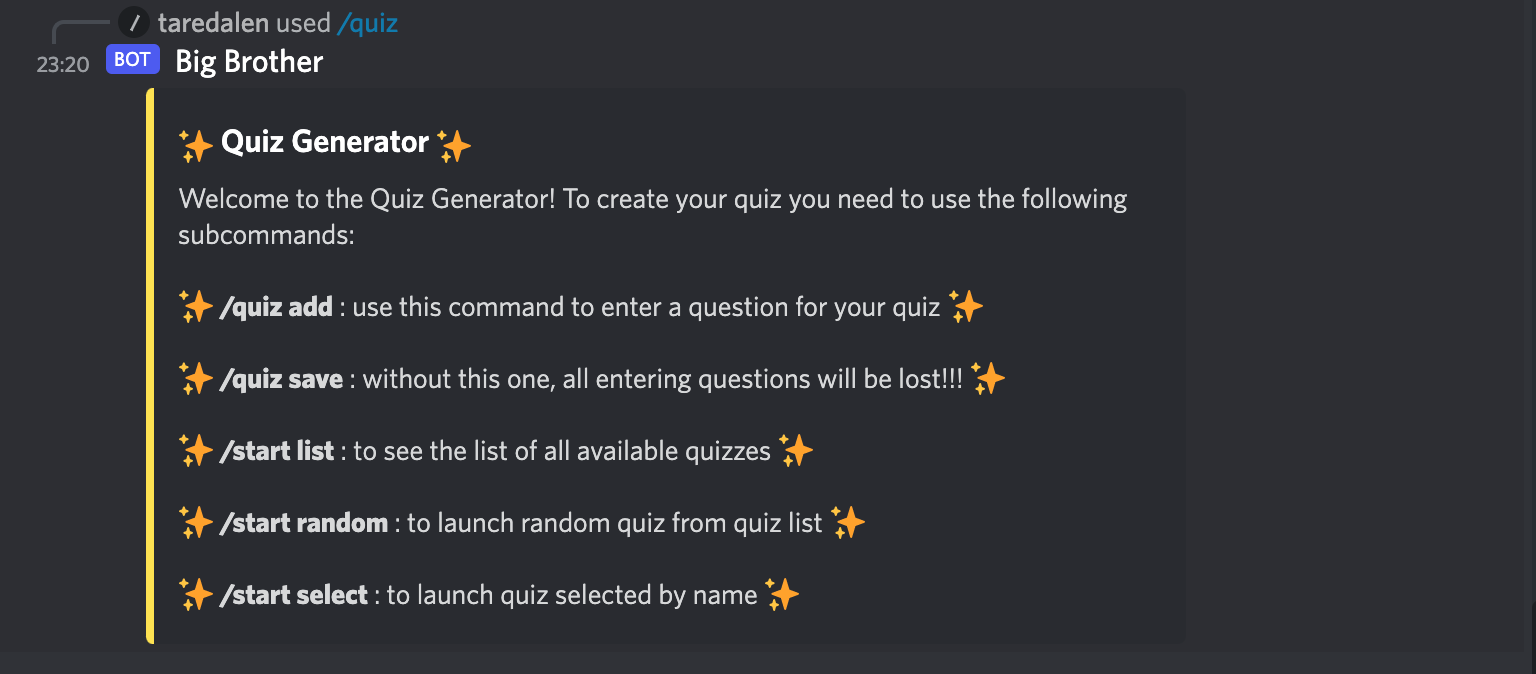 / taredalen used /quiz
23:20 BOT Big Brother
✨ Quiz Generator ✨
Welcome to the Quiz Generator! To create your quiz you need to use the following
subcommands:
✨ /quiz add : use this command to enter a question for your quiz ✨
✨ /quiz save : without this one, all entering questions will be lost!!! ✨
✨ /start list : to see the list of all available quizzes ✨
✨ /start random : to launch random quiz from quiz list ✨
✨ /start select : to launch quiz selected by name ✨